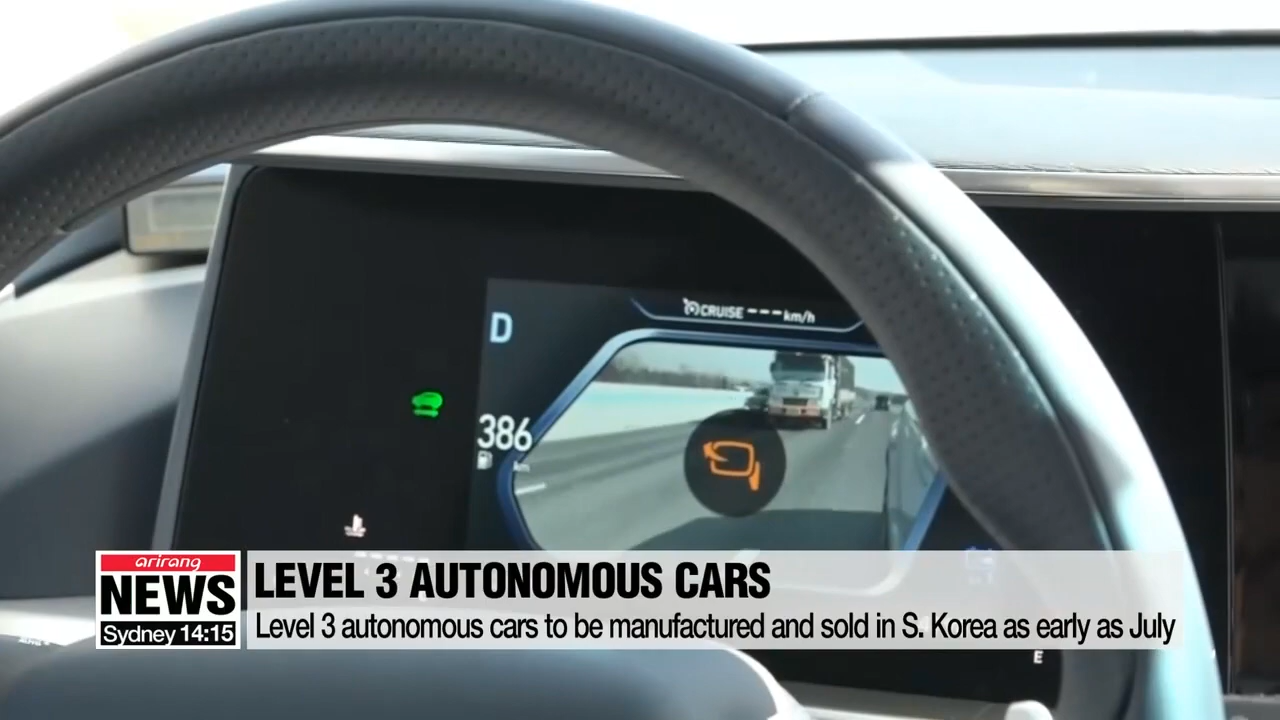 CRUISE --- km/h
D
386
km
E
arirang
NEWS
Sydney 14:15
LEVEL 3 AUTONOMOUS CARS
Level 3 autonomous cars to be manufactured and sold in S. Korea as early as July